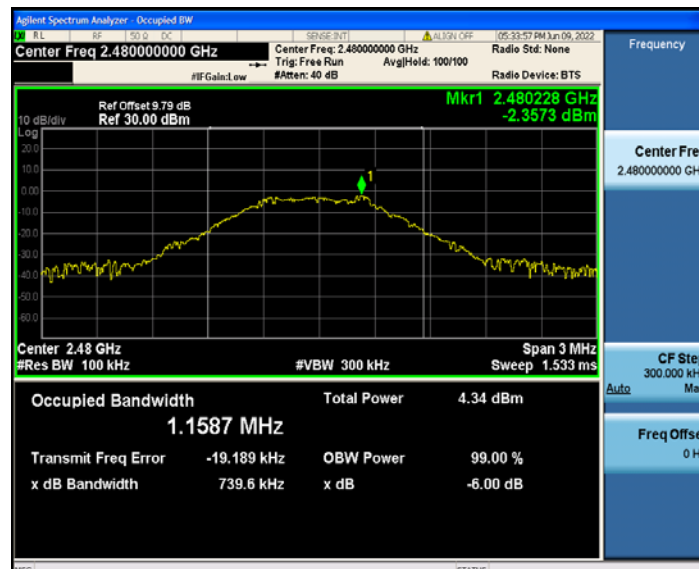 Agilent Spectrum Analyzer - Occupied BW
RL RF 50 Ω DC SENSE:INT ALIGN OFF 05:33:57 PM Jun 09, 2022
Center Freq 2.480000000 GHz
Center Freq: 2.480000000 GHz
Radio Std: None
Trig: Free Run Avg|Hold: 100/100
#IFGain:Low #Atten: 40 dB Radio Device: BTS
Frequency
Ref Offset 9.79 dB
Mkr1 2.480228 GHz
10 dB/div Ref 30.00 dBm -2.3573 dBm
Log
20.0
10.0
0.00
-10.0
-20.0
-30.0
-40.0
-50.0
-60.0
1
Center Fre
2.480000000 GH
Center 2.48 GHz Span 3 MHz
#Res BW 100 kHz #VBW 300 kHz Sweep 1.533 ms
CF Ste
300.000 kH
Auto Ma
Occupied Bandwidth Total Power 4.34 dBm
1.1587 MHz
Transmit Freq Error -19.189 kHz OBW Power 99.00 %
x dB Bandwidth 739.6 kHz x dB -6.00 dB
Freq Offse
0 H
MSG STATUS